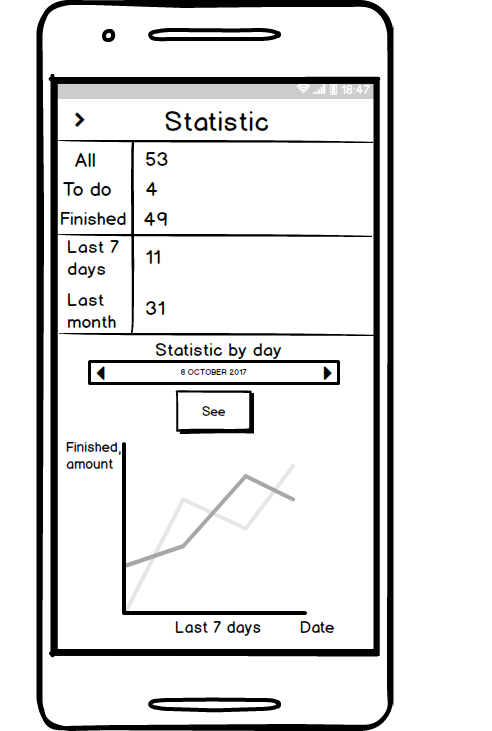 18:47
Statistic
All 53
To do 4
Finished 49
Last 7
days 11
Last
month 31
Statistic by day
8 OCTOBER 2017
See
Finished,
amount
Last 7 days Date